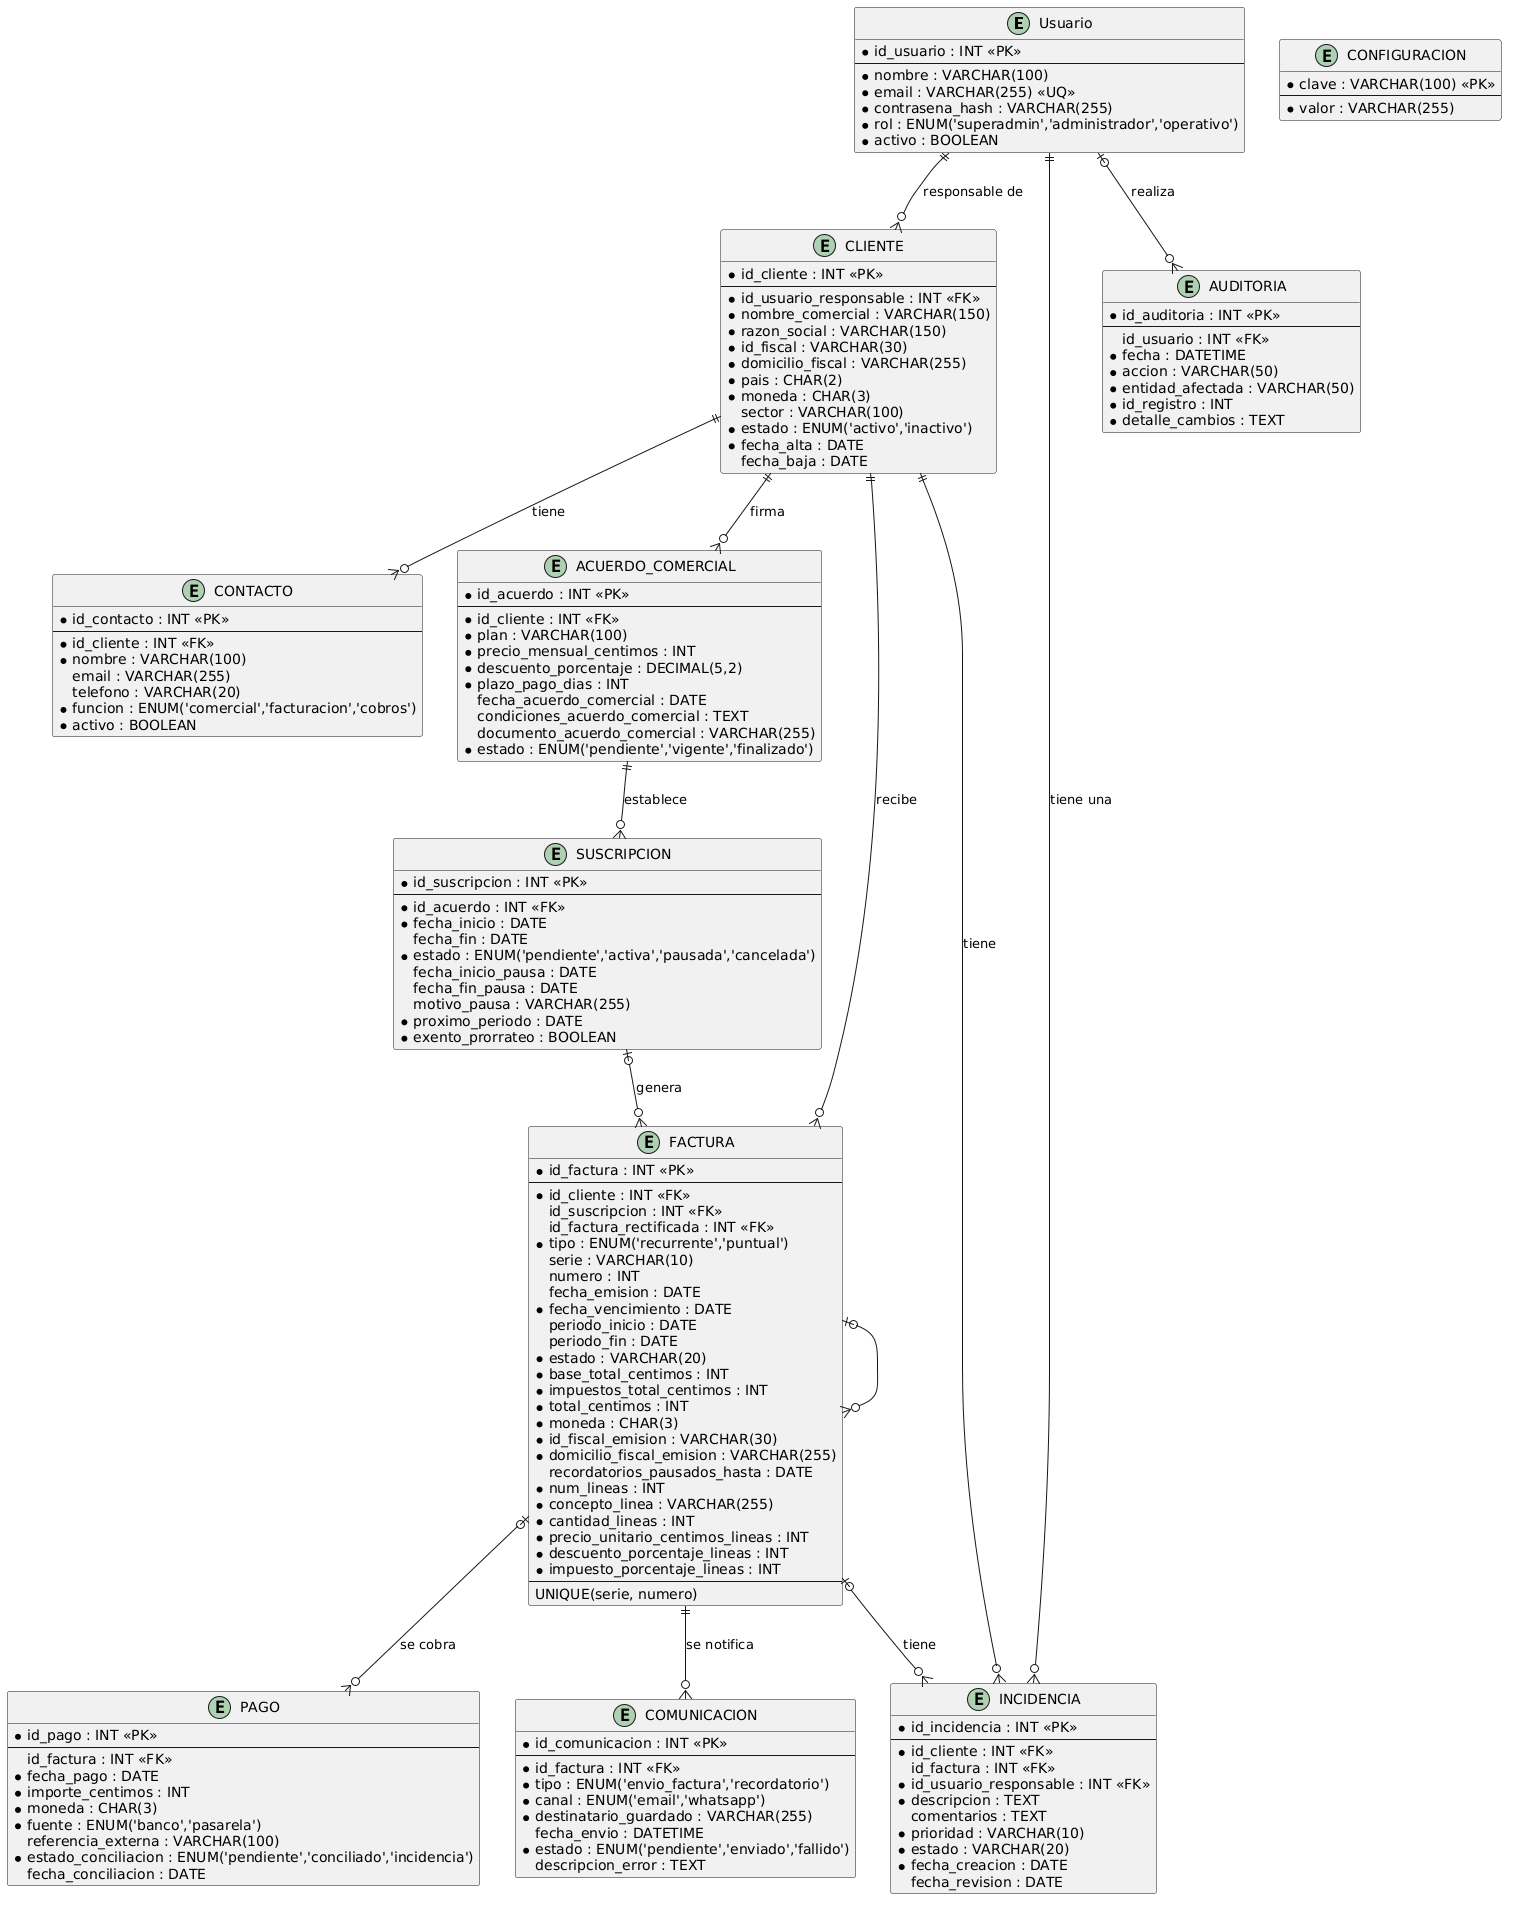 E Usuario
id_usuario : INT «PK»
nombre : VARCHAR(100)
email : VARCHAR(255) «UQ»
contrasena_hash : VARCHAR(255)
rol : ENUM('superadmin','administrador','operativo')
activo : BOOLEAN
E CONFIGURACION
clave : VARCHAR(100) «PK»
valor : VARCHAR(255)
responsable de
realiza
E CLIENTE
id_cliente : INT «PK»
id_usuario_responsable : INT «FK»
nombre_comercial : VARCHAR(150)
razon_social : VARCHAR(150)
id_fiscal : VARCHAR(30)
domicilio_fiscal : VARCHAR(255)
pais : CHAR(2)
moneda : CHAR(3)
sector : VARCHAR(100)
estado : ENUM('activo','inactivo')
fecha_alta : DATE
fecha_baja : DATE
E AUDITORIA
id_auditoria : INT «PK»
id_usuario : INT «FK»
fecha : DATETIME
accion : VARCHAR(50)
entidad_afectada : VARCHAR(50)
id_registro : INT
detalle_cambios : TEXT
tiene
firma
E CONTACTO
id_contacto : INT «PK»
id_cliente : INT «FK»
nombre : VARCHAR(100)
email : VARCHAR(255)
telefono : VARCHAR(20)
funcion : ENUM('comercial','facturacion','cobros')
activo : BOOLEAN
E ACUERDO_COMERCIAL
id_acuerdo : INT «PK»
id_cliente : INT «FK»
plan : VARCHAR(100)
precio_mensual_centimos : INT
descuento_porcentaje : DECIMAL(5,2)
plazo_pago_dias : INT
fecha_acuerdo_comercial : DATE
condiciones_acuerdo_comercial : TEXT
documento_acuerdo_comercial : VARCHAR(255)
estado : ENUM('pendiente','vigente','finalizado')
establece
recibe
tiene una
E SUSCRIPCION
id_suscripcion : INT «PK»
id_acuerdo : INT «FK»
fecha_inicio : DATE
fecha_fin : DATE
estado : ENUM('pendiente','activa','pausada','cancelada')
fecha_inicio_pausa : DATE
fecha_fin_pausa : DATE
motivo_pausa : VARCHAR(255)
proximo_periodo : DATE
exento_prorrateo : BOOLEAN
tiene
genera
E FACTURA
id_factura : INT «PK»
id_cliente : INT «FK»
id_suscripcion : INT «FK»
id_factura_rectificada : INT «FK»
tipo : ENUM('recurrente','puntual')
serie : VARCHAR(10)
numero : INT
fecha_emision : DATE
fecha_vencimiento : DATE
periodo_inicio : DATE
periodo_fin : DATE
estado : VARCHAR(20)
base_total_centimos : INT
impuestos_total_centimos : INT
total_centimos : INT
moneda : CHAR(3)
id_fiscal_emision : VARCHAR(30)
domicilio_fiscal_emision : VARCHAR(255)
recordatorios_pausados_hasta : DATE
num_lineas : INT
concepto_linea : VARCHAR(255)
cantidad_lineas : INT
precio_unitario_centimos_lineas : INT
descuento_porcentaje_lineas : INT
impuesto_porcentaje_lineas : INT
UNIQUE(serie, numero)
se cobra
se notifica
tiene
E PAGO
id_pago : INT «PK»
id_factura : INT «FK»
fecha_pago : DATE
importe_centimos : INT
moneda : CHAR(3)
fuente : ENUM('banco','pasarela')
referencia_externa : VARCHAR(100)
estado_conciliacion : ENUM('pendiente','conciliado','incidencia')
fecha_conciliacion : DATE
E COMUNICACION
id_comunicacion : INT «PK»
id_factura : INT «FK»
tipo : ENUM('envio_factura','recordatorio')
canal : ENUM('email','whatsapp')
destinatario_guardado : VARCHAR(255)
fecha_envio : DATETIME
estado : ENUM('pendiente','enviado','fallido')
descripcion_error : TEXT
E INCIDENCIA
id_incidencia : INT «PK»
id_cliente : INT «FK»
id_factura : INT «FK»
id_usuario_responsable : INT «FK»
descripcion : TEXT
comentarios : TEXT
prioridad : VARCHAR(10)
estado : VARCHAR(20)
fecha_creacion : DATE
fecha_revision : DATE